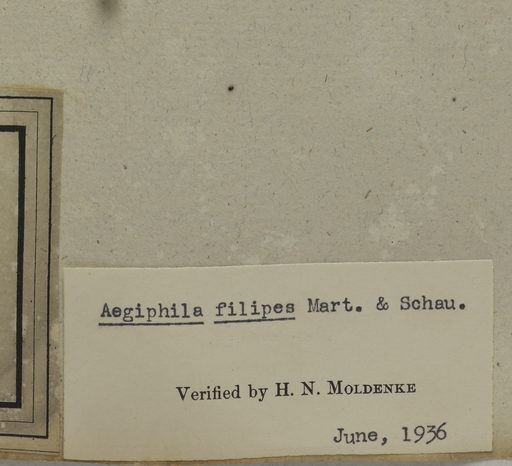 Aegiphila filipes Mart. & Schau.
Verified by H. N. MOLDENKE
June, 1936